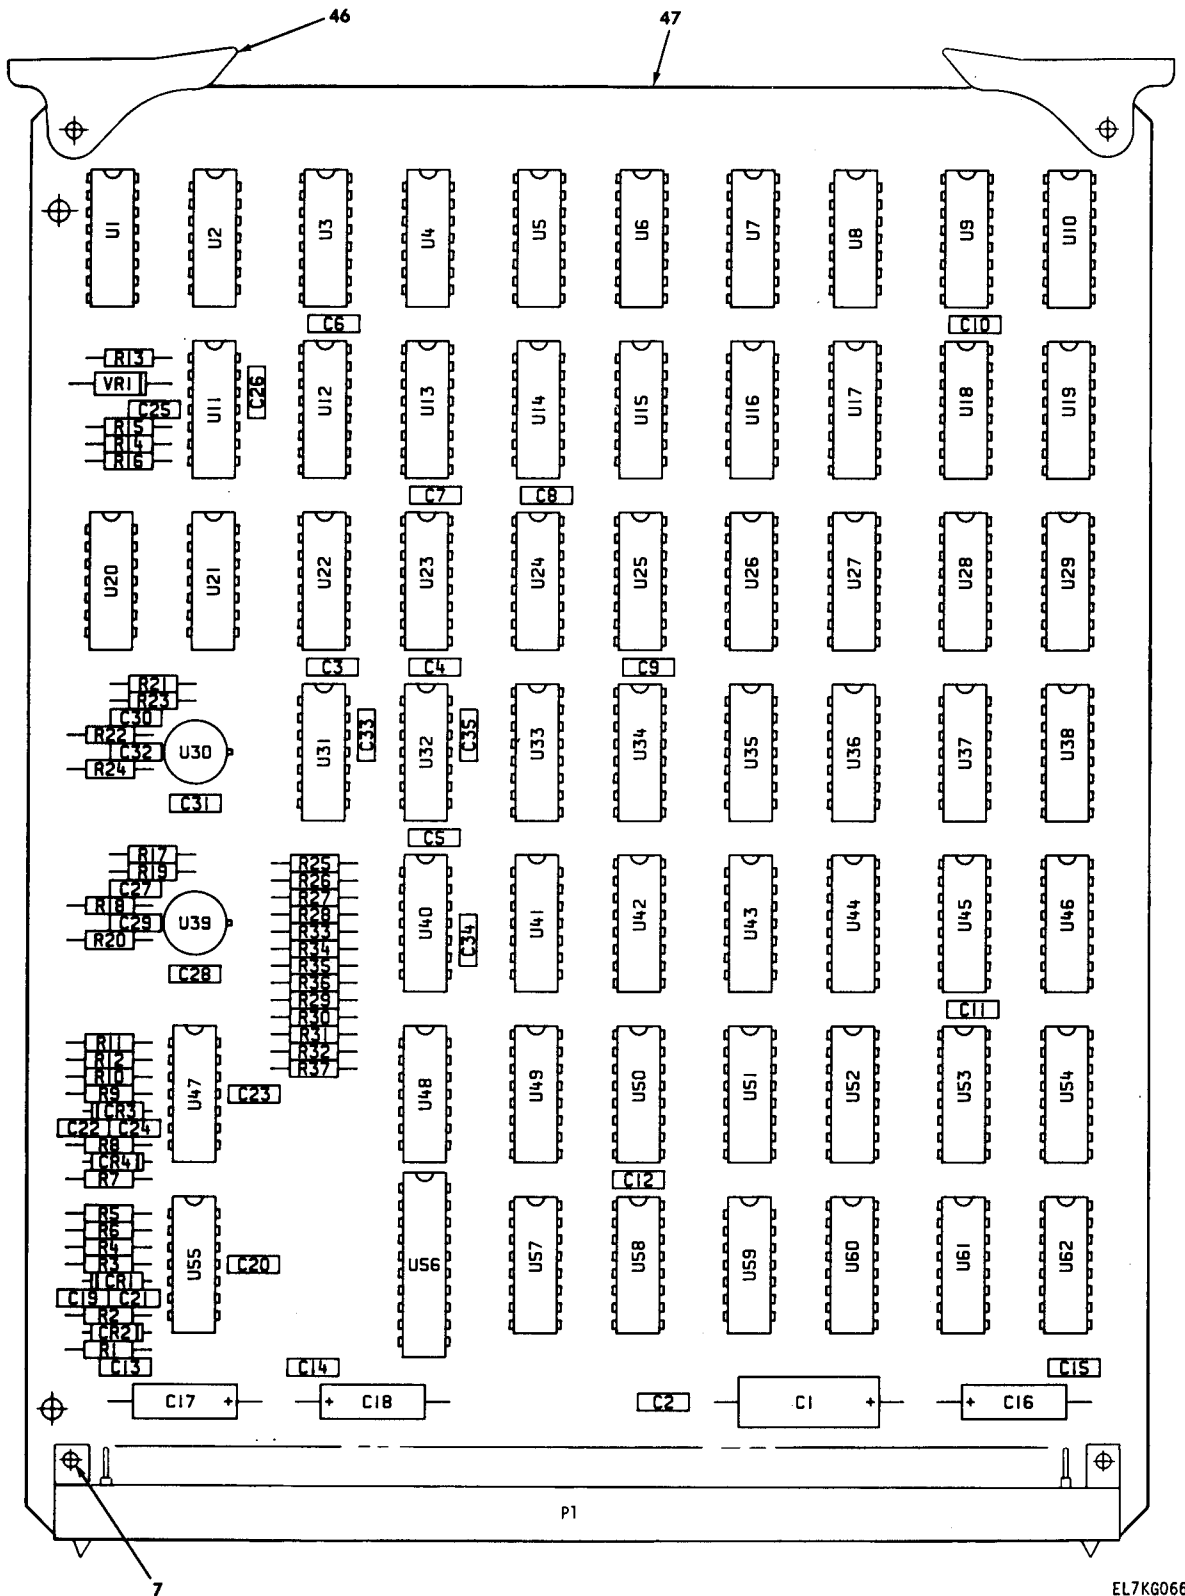 46
47
U1 U2 U3 U4 U5 U6 U7 U8 U9 U10
C6 C10
R13
VR1
C25
R15
R14
R16
U11 C26 U12 U13 U14 U15 U16 U17 U18 U19
C7 C8
U20 U21 U22 U23 U24 U25 U26 U27 U28 U29
C3 C4 C9
R21
R23
C30
R22
C32 U30
R24
C31
U31 C33 U32 C35 U33 U34 U35 U36 U37 U38
C5
R17
R19
C27
R18
C29 U39
R20
C28
R25
R26
R27
R28
R33
R34
R35
R36
R29
R30
R31
R32
R37
U40 C34 U41 U42 U43 U44 U45 U46
C11
R11
R12
R10
R9
CR3
C22 C24
R8
CR4
R7
U47 C23 U48 U49 U50 U51 U52 U53 U54
C12
R5
R6
R4
R3
CR1
C19 C21
R2
CR2
R1
U55 C20 U56 U57 U58 U59 U60 U61 U62
C13 C14 C15
C17 + + C18 C2 C1 + + C16
P1
7
EL7KG066